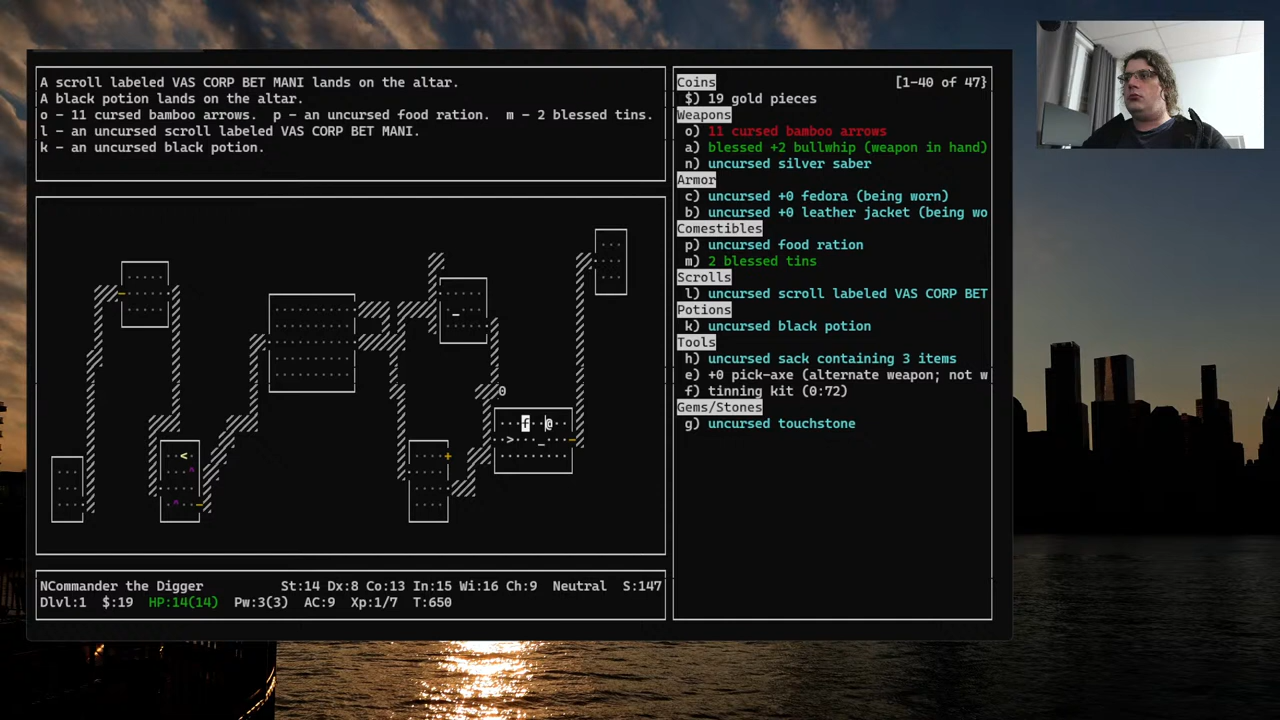 A scroll labeled VAS CORP BET MANI lands on the altar.
A black potion lands on the altar.
o - 11 cursed bamboo arrows.  p - an uncursed food ration.  m - 2 blessed tins.
l - an uncursed scroll labeled VAS CORP BET MANI.
k - an uncursed black potion.
Coins [1-40 of 47}
$) 19 gold pieces
Weapons
o) 11 cursed bamboo arrows
a) blessed +2 bullwhip (weapon in hand)
n) uncursed silver saber
Armor
c) uncursed +0 fedora (being worn)
b) uncursed +0 leather jacket (being wo
Comestibles
p) uncursed food ration
m) 2 blessed tins
Scrolls
l) uncursed scroll labeled VAS CORP BET
Potions
k) uncursed black potion
Tools
h) uncursed sack containing 3 items
e) +0 pick-axe (alternate weapon; not w
f) tinning kit (0:72)
Gems/Stones
g) uncursed touchstone
NCommander the Digger St:14 Dx:8 Co:13 In:15 Wi:16 Ch:9 Neutral S:147
Dlvl:1 $:19 HP:14(14) Pw:3(3) AC:9 Xp:1/7 T:650